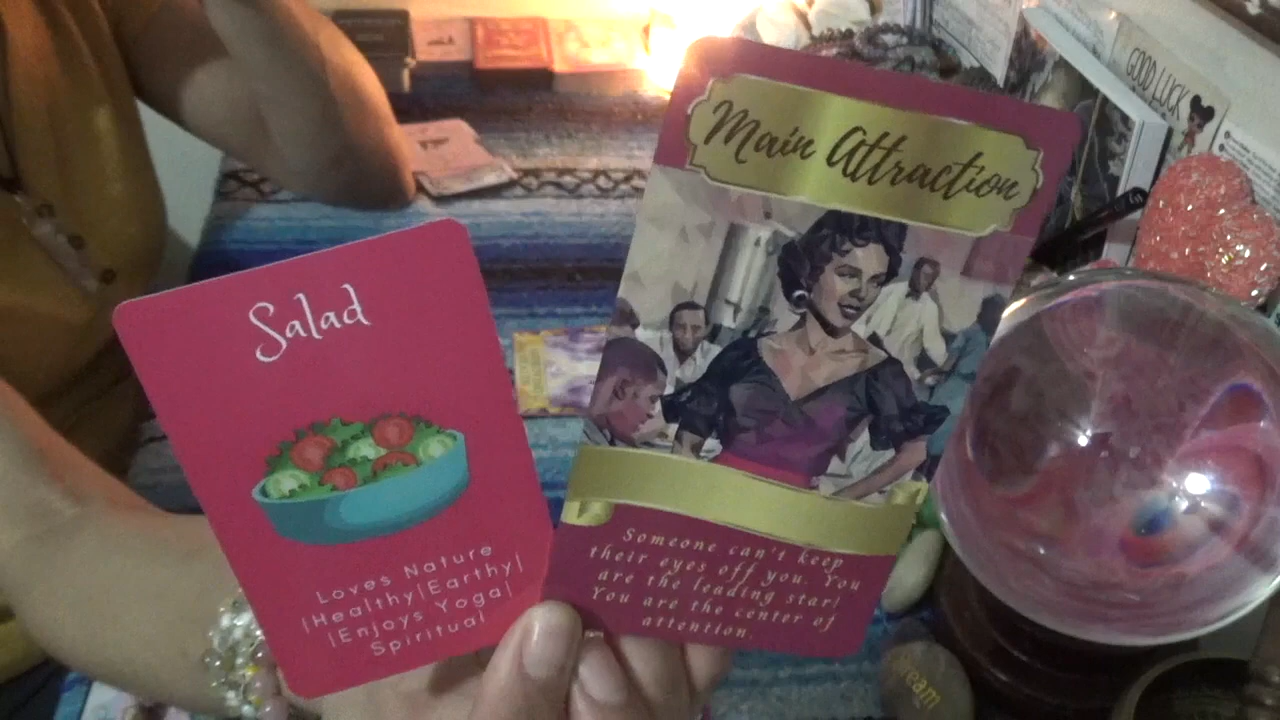 Salad
Loves Nature
|Healthy|Earthy|
|Enjoys Yoga|
Spiritual
Main Attraction
Someone can't keep
their eyes off you. You
are the leading star!
You are the center of
attention.
GOOD LUCK
Dream